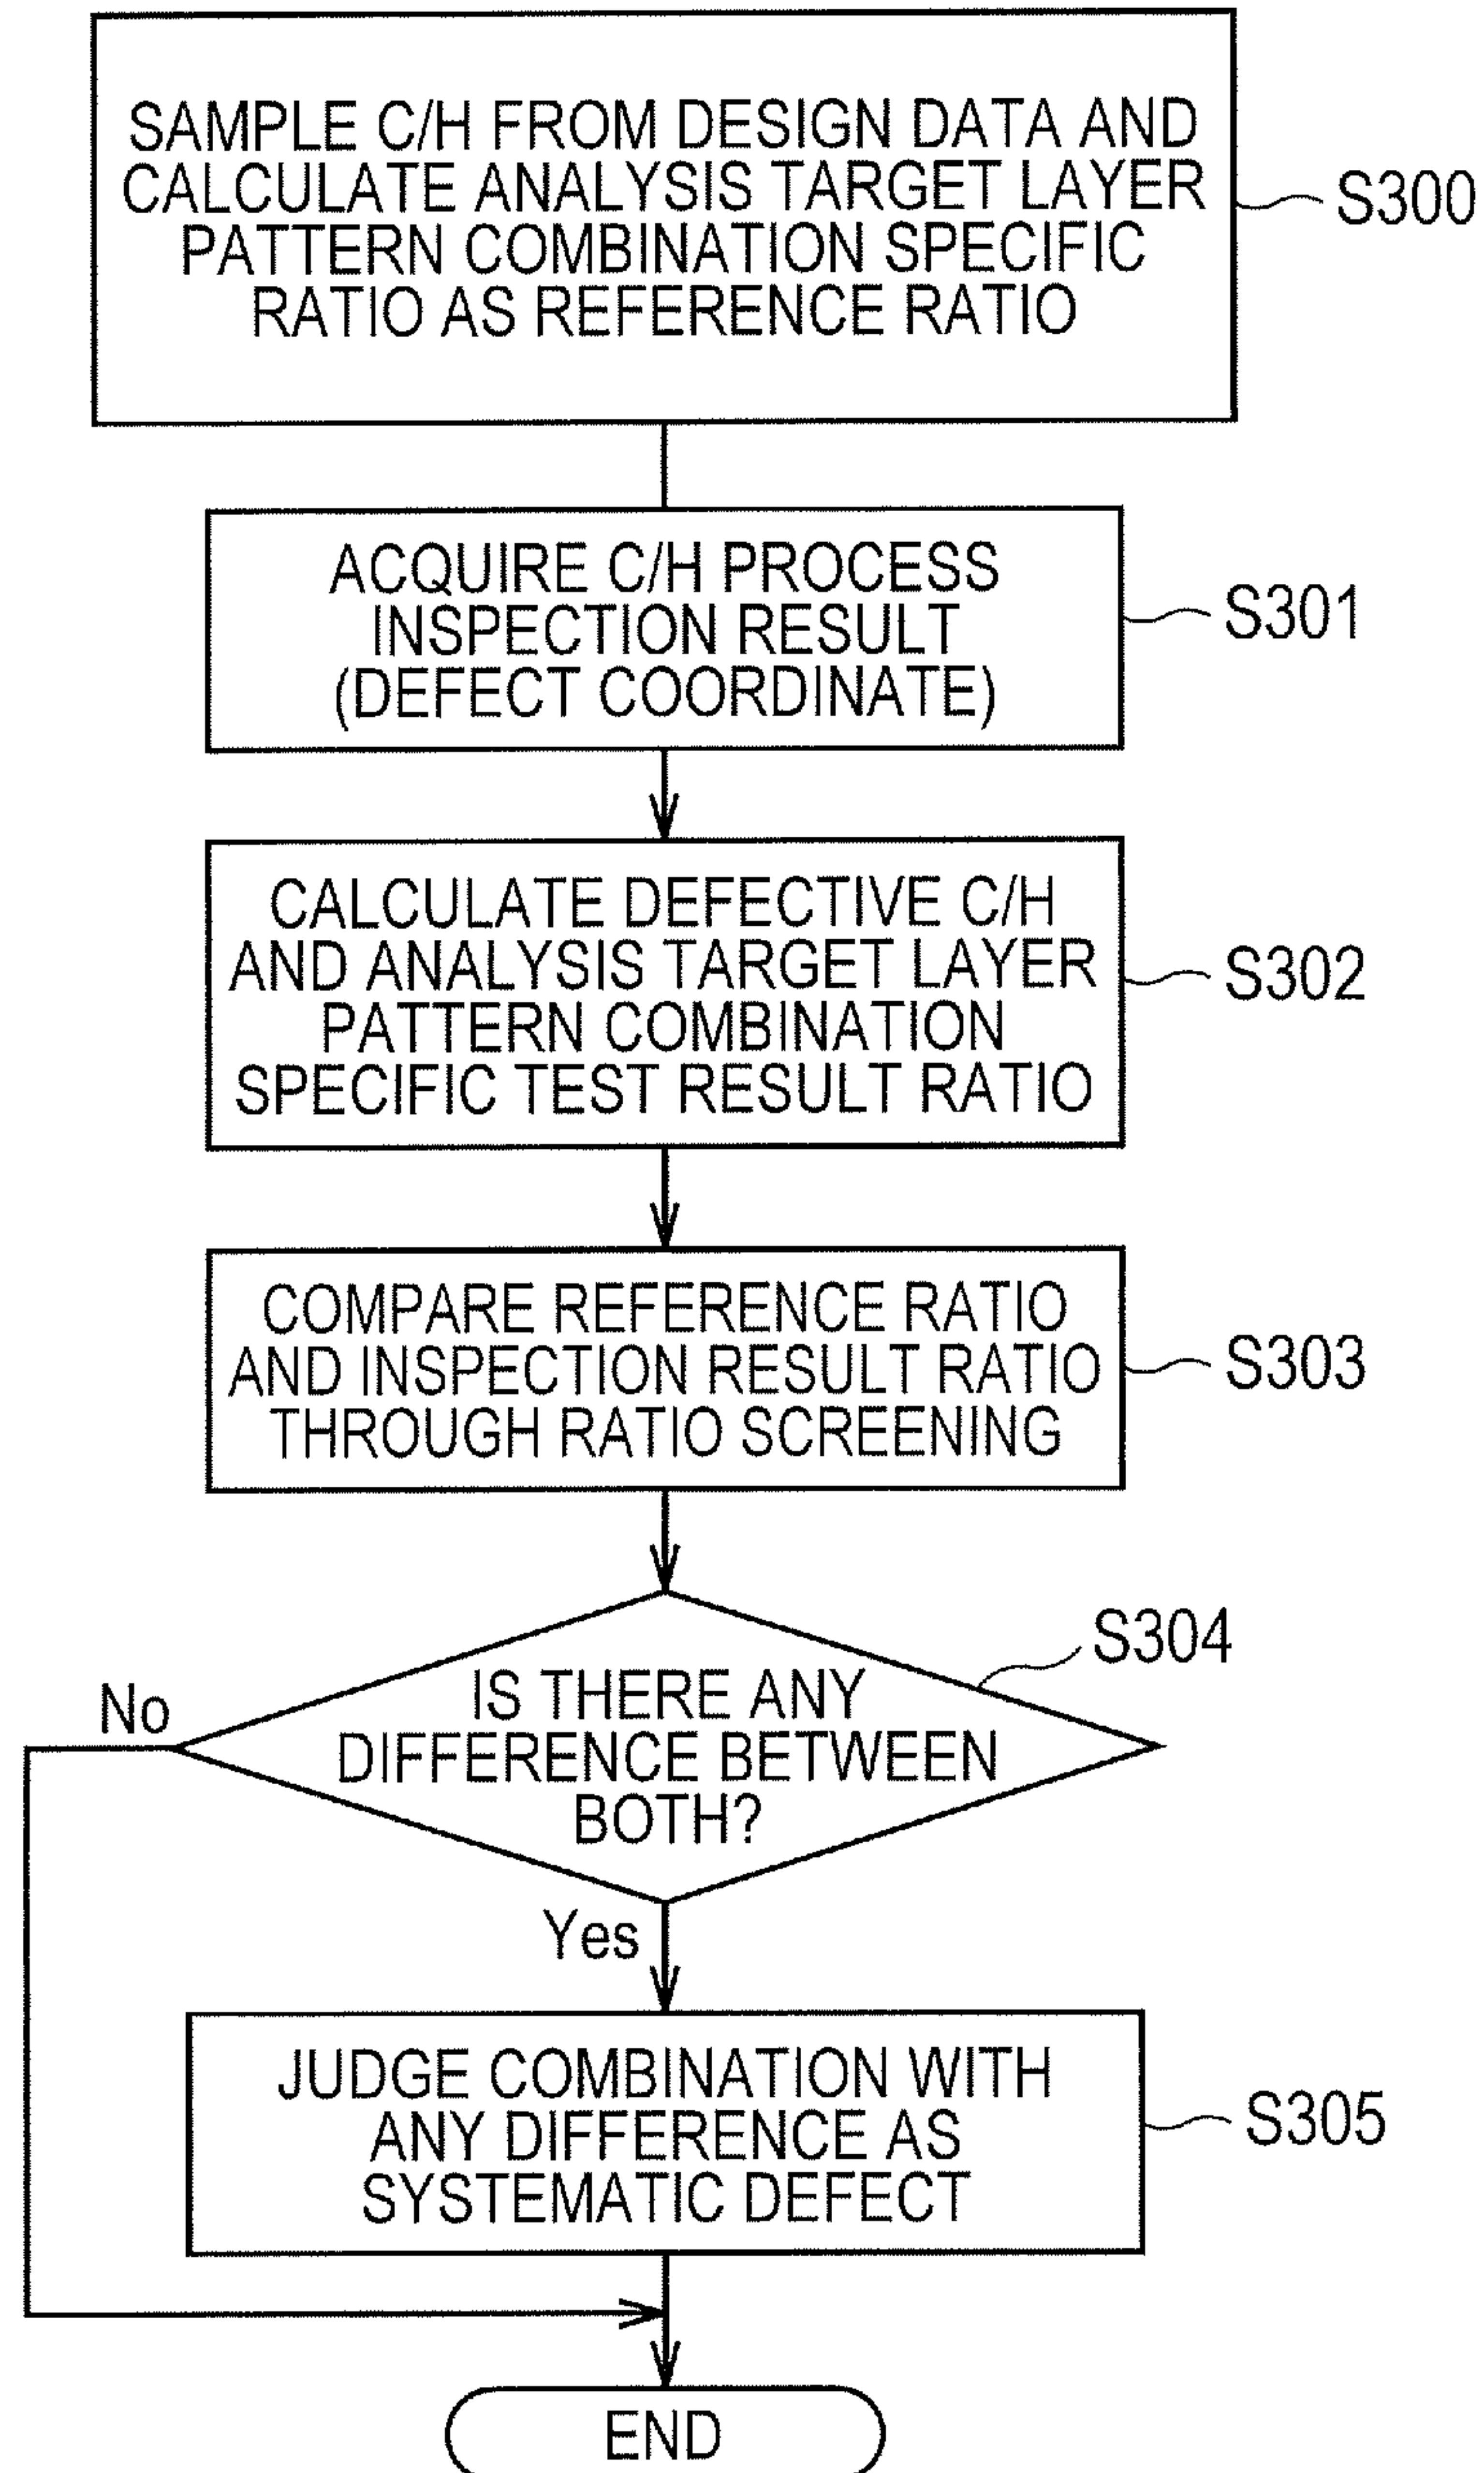 SAMPLE C/H FROM DESIGN DATA AND
CALCULATE ANALYSIS TARGET LAYER
PATTERN COMBINATION SPECIFIC
RATIO AS REFERENCE RATIO
S300
ACQUIRE C/H PROCESS
INSPECTION RESULT
(DEFECT COORDINATE)
S301
CALCULATE DEFECTIVE C/H
AND ANALYSIS TARGET LAYER
PATTERN COMBINATION
SPECIFIC TEST RESULT RATIO
S302
COMPARE REFERENCE RATIO
AND INSPECTION RESULT RATIO
THROUGH RATIO SCREENING
S303
S304
No
IS THERE ANY
DIFFERENCE BETWEEN
BOTH?
Yes
JUDGE COMBINATION WITH
ANY DIFFERENCE AS
SYSTEMATIC DEFECT
S305
END